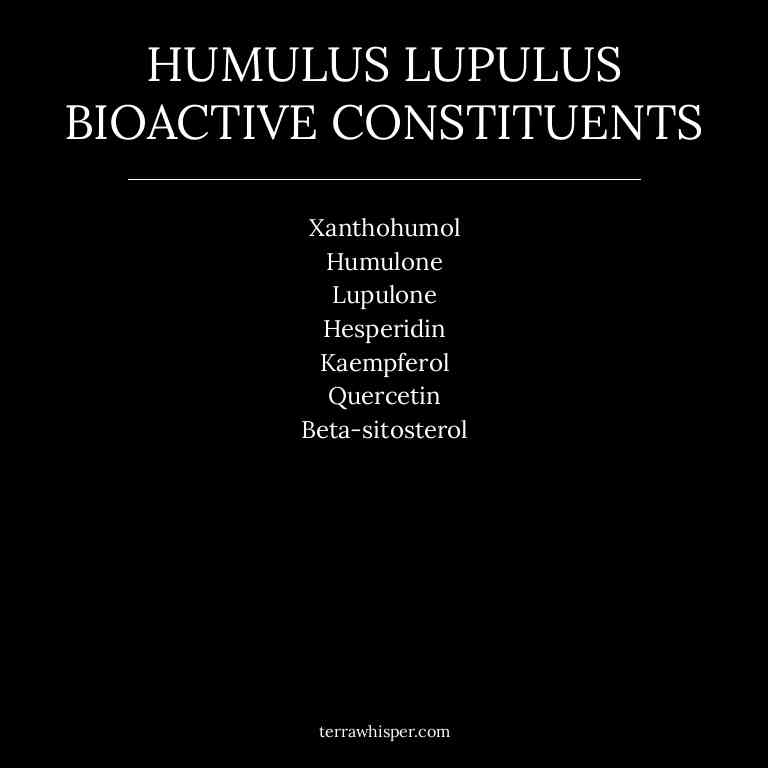 HUMULUS LUPULUS
BIOACTIVE CONSTITUENTS
Xanthohumol
Humulone
Lupulone
Hesperidin
Kaempferol
Quercetin
Beta-sitosterol
terrawhisper.com